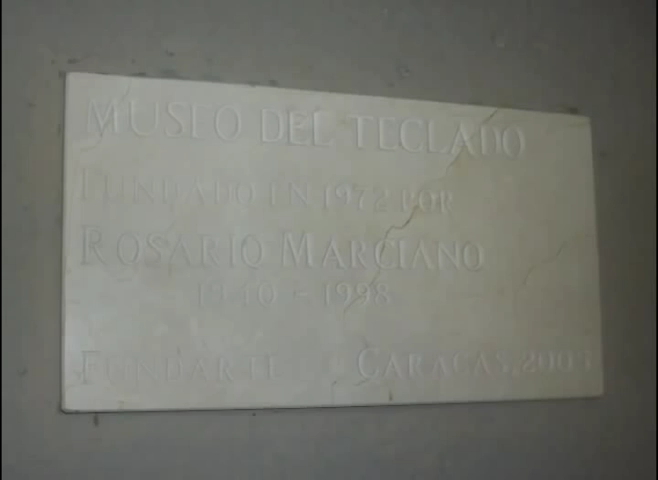 MUSEO DEL TECLADO
FUNDADO EN 1972 POR
ROSARIO MARCIANO
1940 - 1998
FUNDARTE CARACAS,